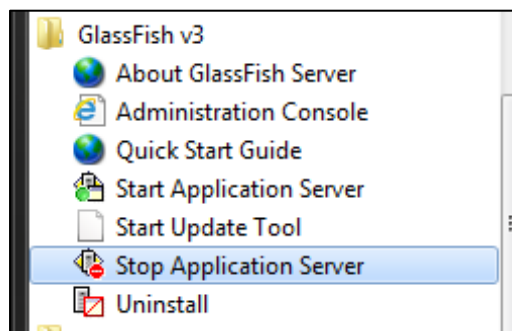 GlassFish v3
About GlassFish Server
Administration Console
Quick Start Guide
Start Application Server
Start Update Tool
Stop Application Server
Uninstall